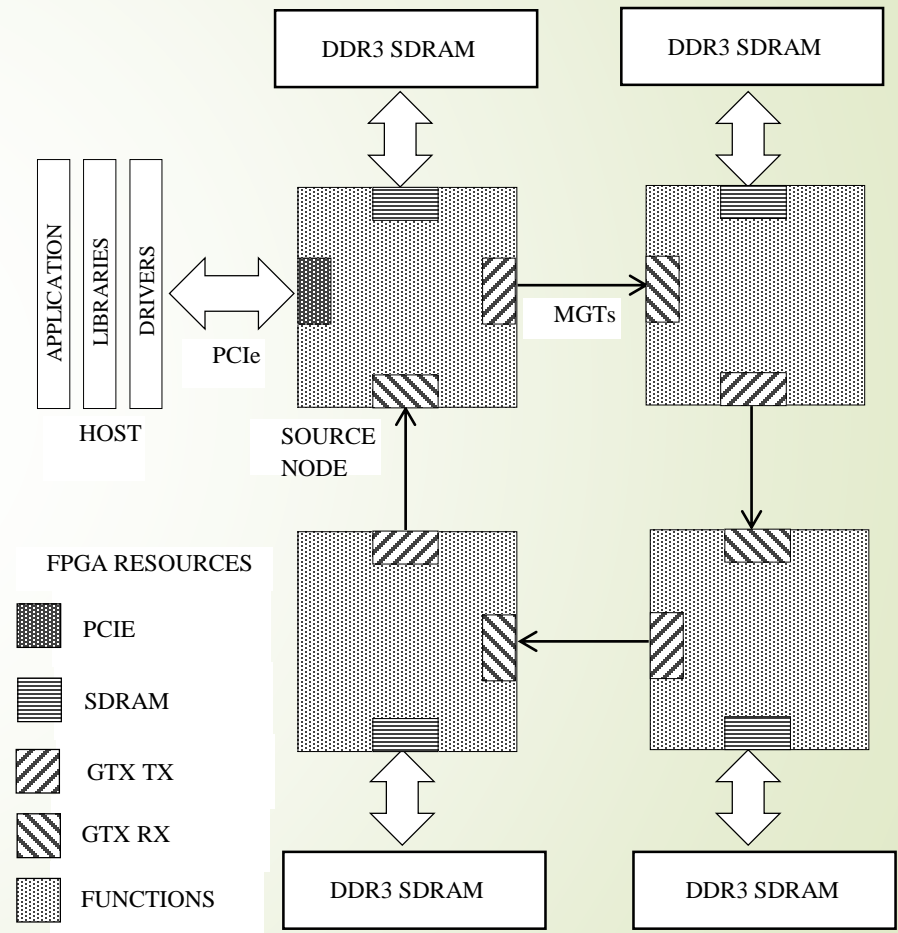 DDR3 SDRAM
DDR3 SDRAM
APPLICATION
LIBRARIES
DRIVERS
MGTs
PCIe
HOST
SOURCE
NODE
FPGA RESOURCES
PCIE
SDRAM
GTX TX
GTX RX
FUNCTIONS
DDR3 SDRAM
DDR3 SDRAM